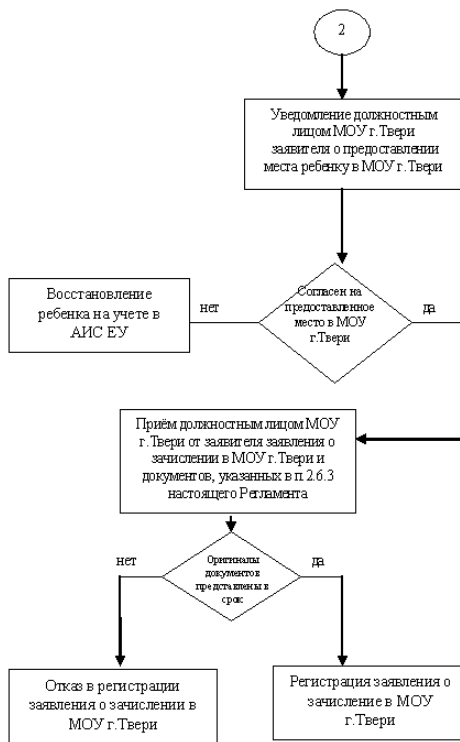 2
Уведомление должностным
лицом МОУ г.Твери
заявителя о предоставлении
места ребенку в МОУ г.Твери
Согласен на
предоставленное
место в МОУ
г.Твери
нет
да
Восстановление
ребенка на учете в
АИС ЕУ
Приём должностным лицом МОУ
г.Твери от заявителя заявления о
зачислении в МОУ г.Твери и
документов, указанных в п.2.6.3
настоящего Регламента
нет
да
Оригиналы
документов
представлены в
срок
Отказ в регистрации
заявления о зачислении в
МОУ г.Твери
Регистрация заявления о
зачисление в МОУ
г.Твери